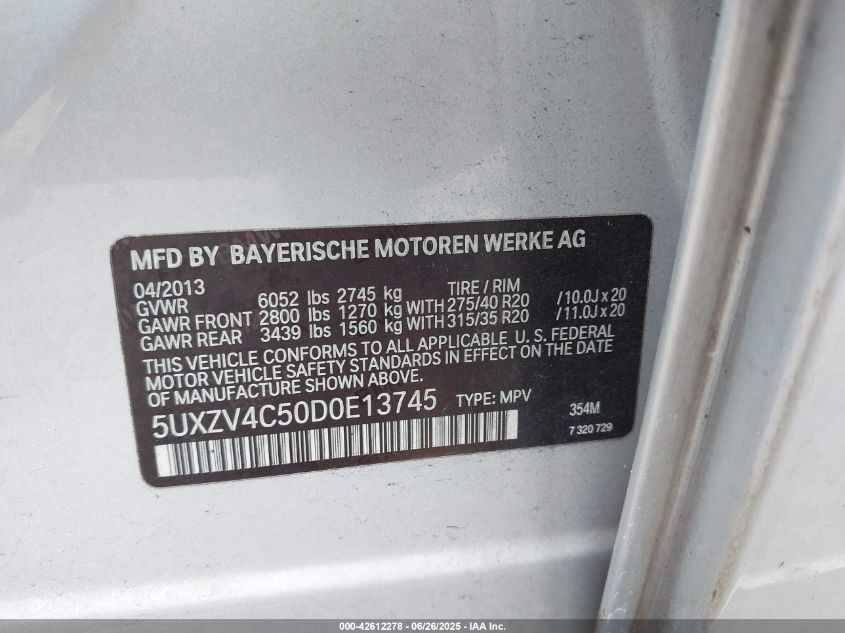 MFD BY BAYERISCHE MOTOREN WERKE AG
04/2013 TIRE / RIM
GVWR 6052 lbs 2745 kg
GAWR FRONT 2800 lbs 1270 kg WITH 275/40 R20 /10.0J x 20
GAWR REAR 3439 lbs 1560 kg WITH 315/35 R20 /11.0J x 20
THIS VEHICLE CONFORMS TO ALL APPLICABLE U. S. FEDERAL
MOTOR VEHICLE SAFETY STANDARDS IN EFFECT ON THE DATE
OF MANUFACTURE SHOWN ABOVE.
5UXZV4C50D0E13745 TYPE: MPV 354M
7 320 729
000-42612278 - 06/26/2025 - IAA Inc.